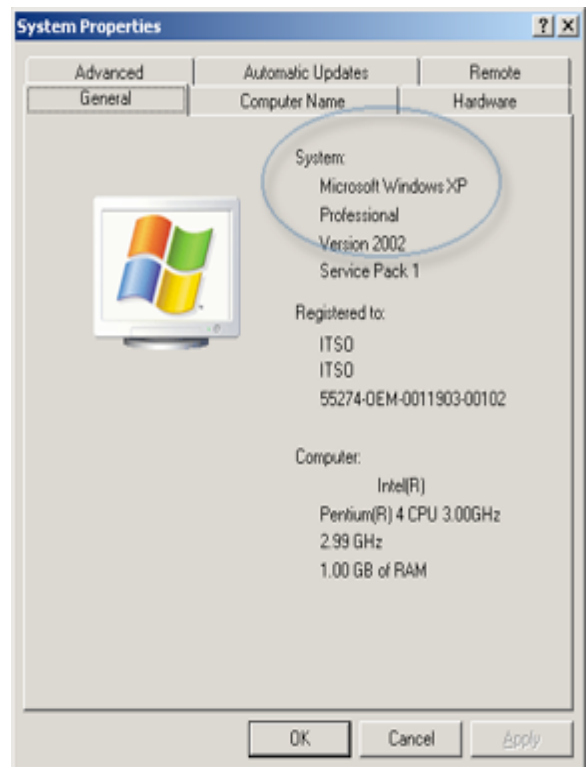 System Properties
Advanced Automatic Updates Remote
General Computer Name Hardware
System:
Microsoft Windows XP
Professional
Version 2002
Service Pack 1
Registered to:
ITSO
ITSO
55274-OEM-0011903-00102
Computer:
Intel(R)
Pentium(R) 4 CPU 3.00GHz
2.99 GHz
1.00 GB of RAM
OK Cancel Apply